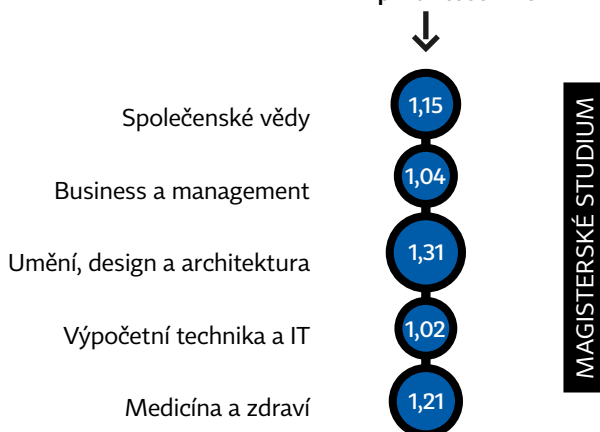 Společenské vědy 1,15
Business a management 1,04
Umění, design a architektura 1,31
Výpočetní technika a IT 1,02
Medicína a zdraví 1,21
MAGISTERSKÉ STUDIUM